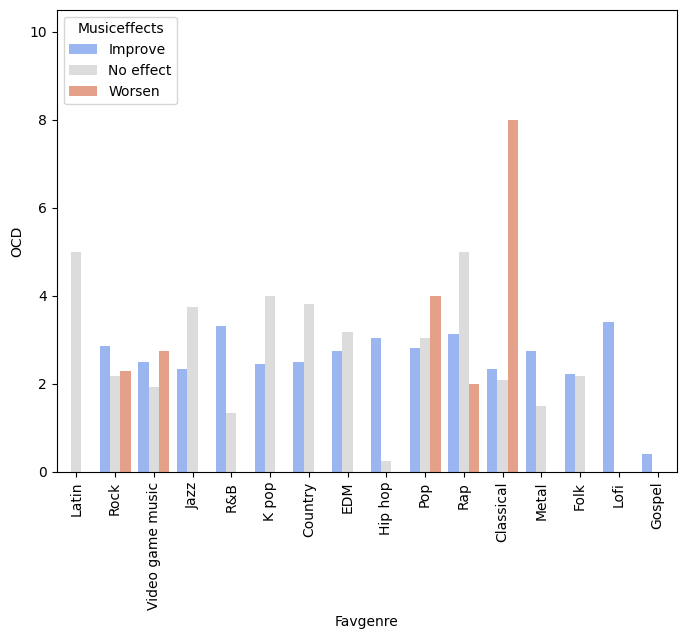 Musiceffects
Improve
No effect
Worsen
10
8
6
4
2
0
OCD
Latin
Rock
Video game music
Jazz
R&B
K pop
Country
EDM
Hip hop
Pop
Rap
Classical
Metal
Folk
Lofi
Gospel
Favgenre